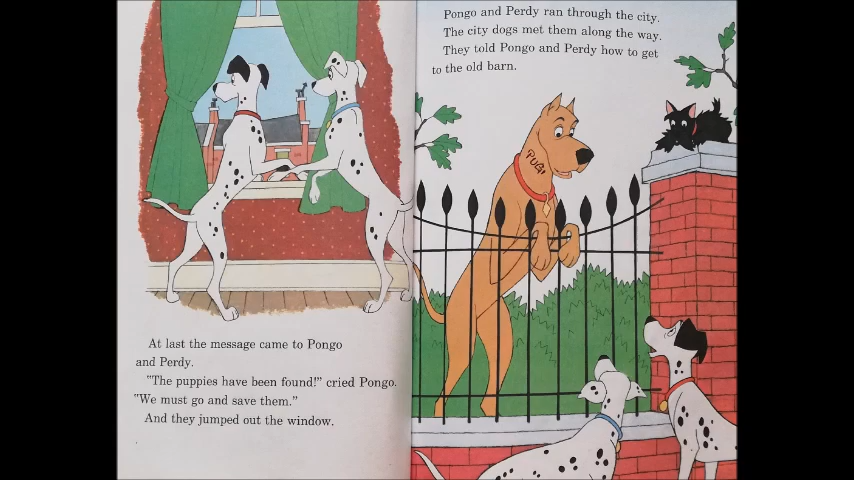 At last the message came to Pongo
and Perdy.
"The puppies have been found!" cried Pongo.
"We must go and save them."
And they jumped out the window.
Pongo and Perdy ran through the city.
The city dogs met them along the way.
They told Pongo and Perdy how to get
to the old barn.